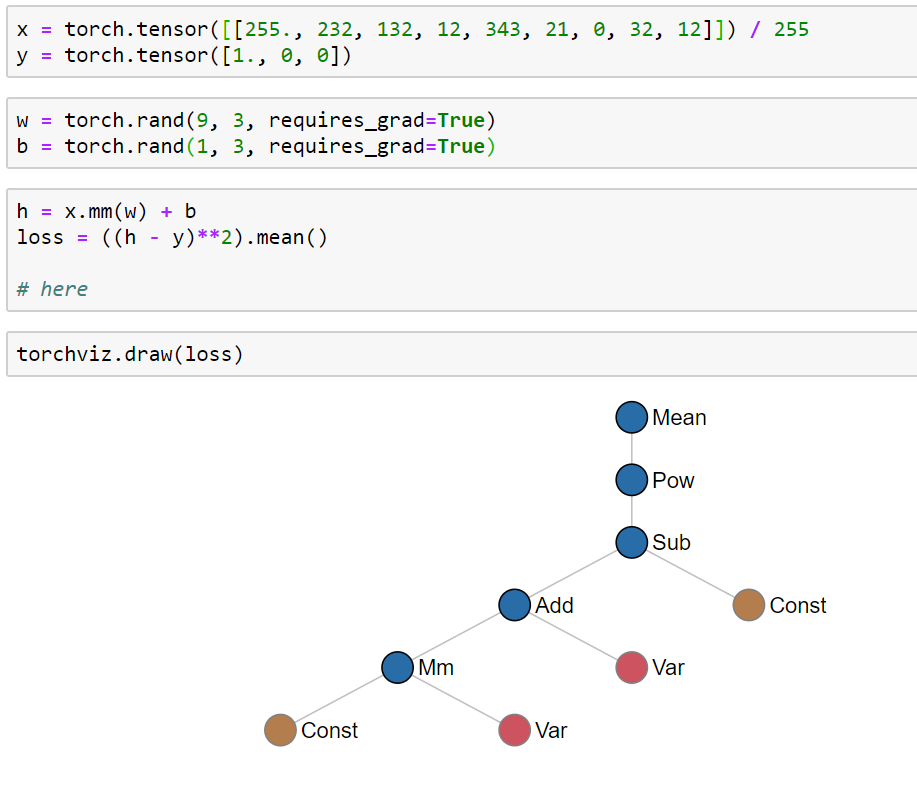 x = torch.tensor([[255., 232, 132, 12, 343, 21, 0, 32, 12]]) / 255
y = torch.tensor([1., 0, 0])
w = torch.rand(9, 3, requires_grad=True)
b = torch.rand(1, 3, requires_grad=True)
h = x.mm(w) + b
loss = ((h - y)**2).mean()
# here
torchviz.draw(loss)
Mean
Pow
Sub
Add
Const
Mm
Var
Const
Var